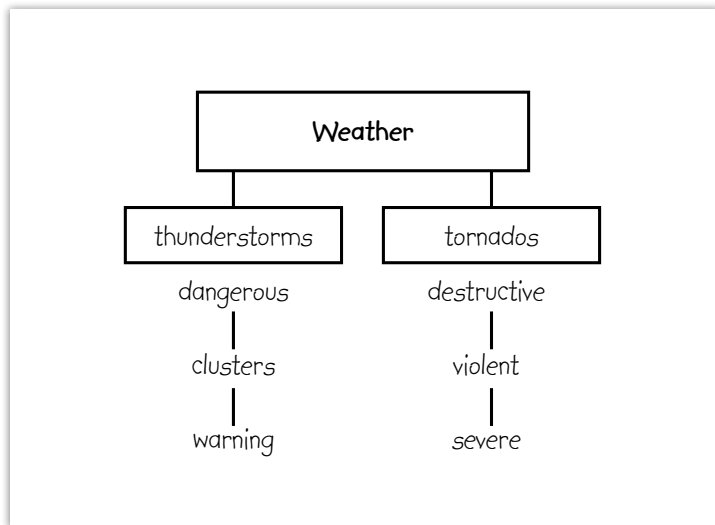 Weather
thunderstorms
tornados
dangerous
destructive
clusters
violent
warning
severe